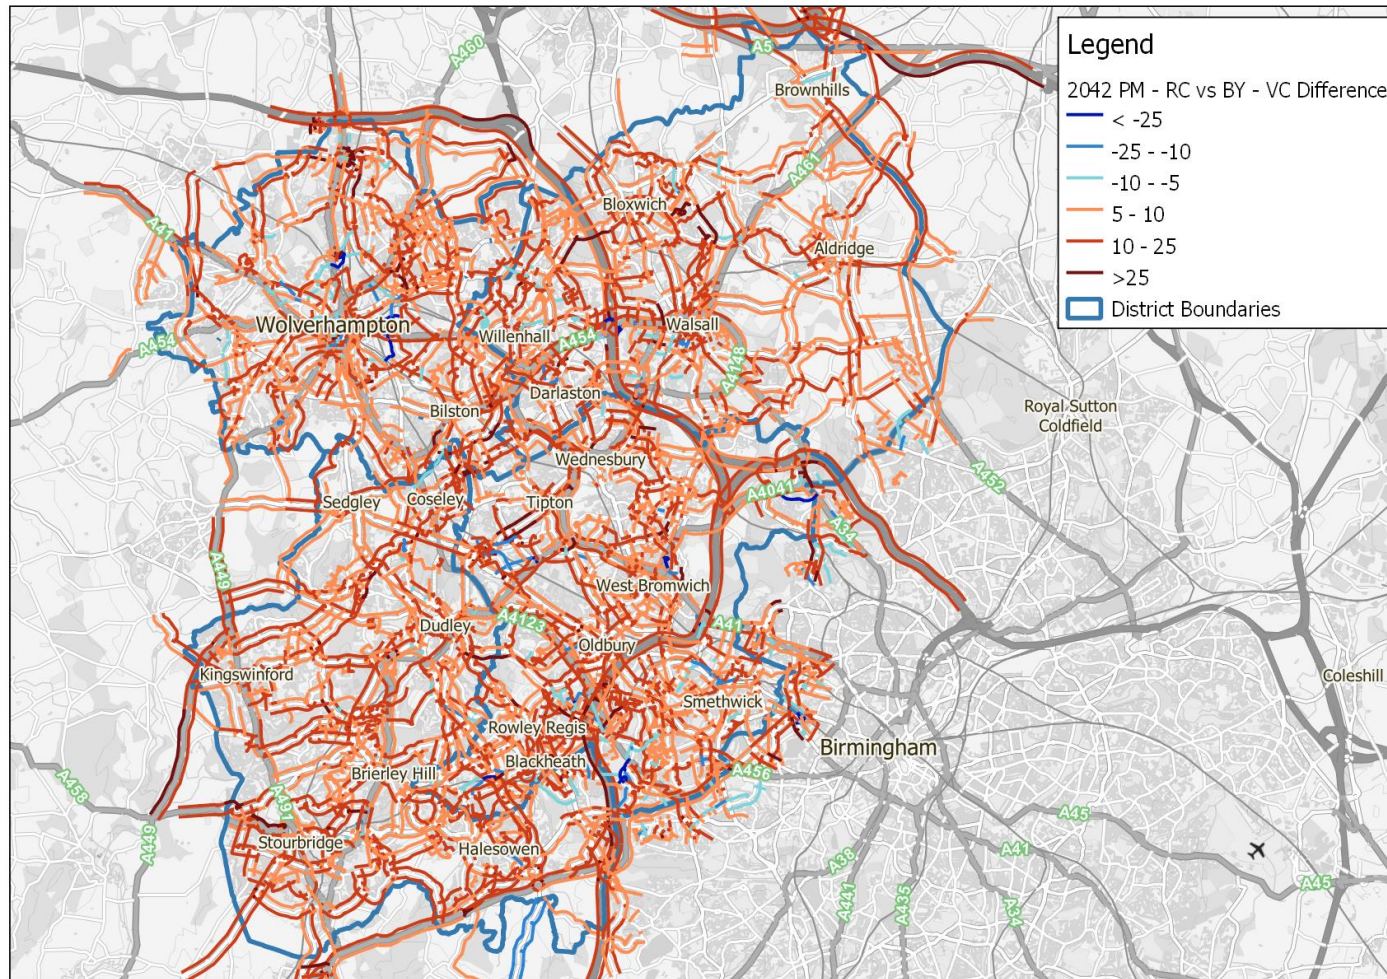 Legend
2042 PM - RC vs BY - VC Difference
< -25
-25 - -10
-10 - -5
5 - 10
10 - 25
>25
District Boundaries
A460
A5
Brownhills
A461
Bloxwich
A41
Aldridge
Wolverhampton
Willenhall
Walsall
A454
A454
A4148
Darlaston
Bilston
Royal Sutton
Coldfield
Wednesbury
A452
Sedgley
Coseley
Tipton
A4041
A34
A449
West Bromwich
Dudley
A4123
A41
Oldbury
Kingswinford
Coleshill
Smethwick
Rowley Regis
Birmingham
Blackheath
Brierley Hill
A456
A458
A491
A449
Stourbridge
Halesowen
A45
A41
A38
A441
A435
A34
A45